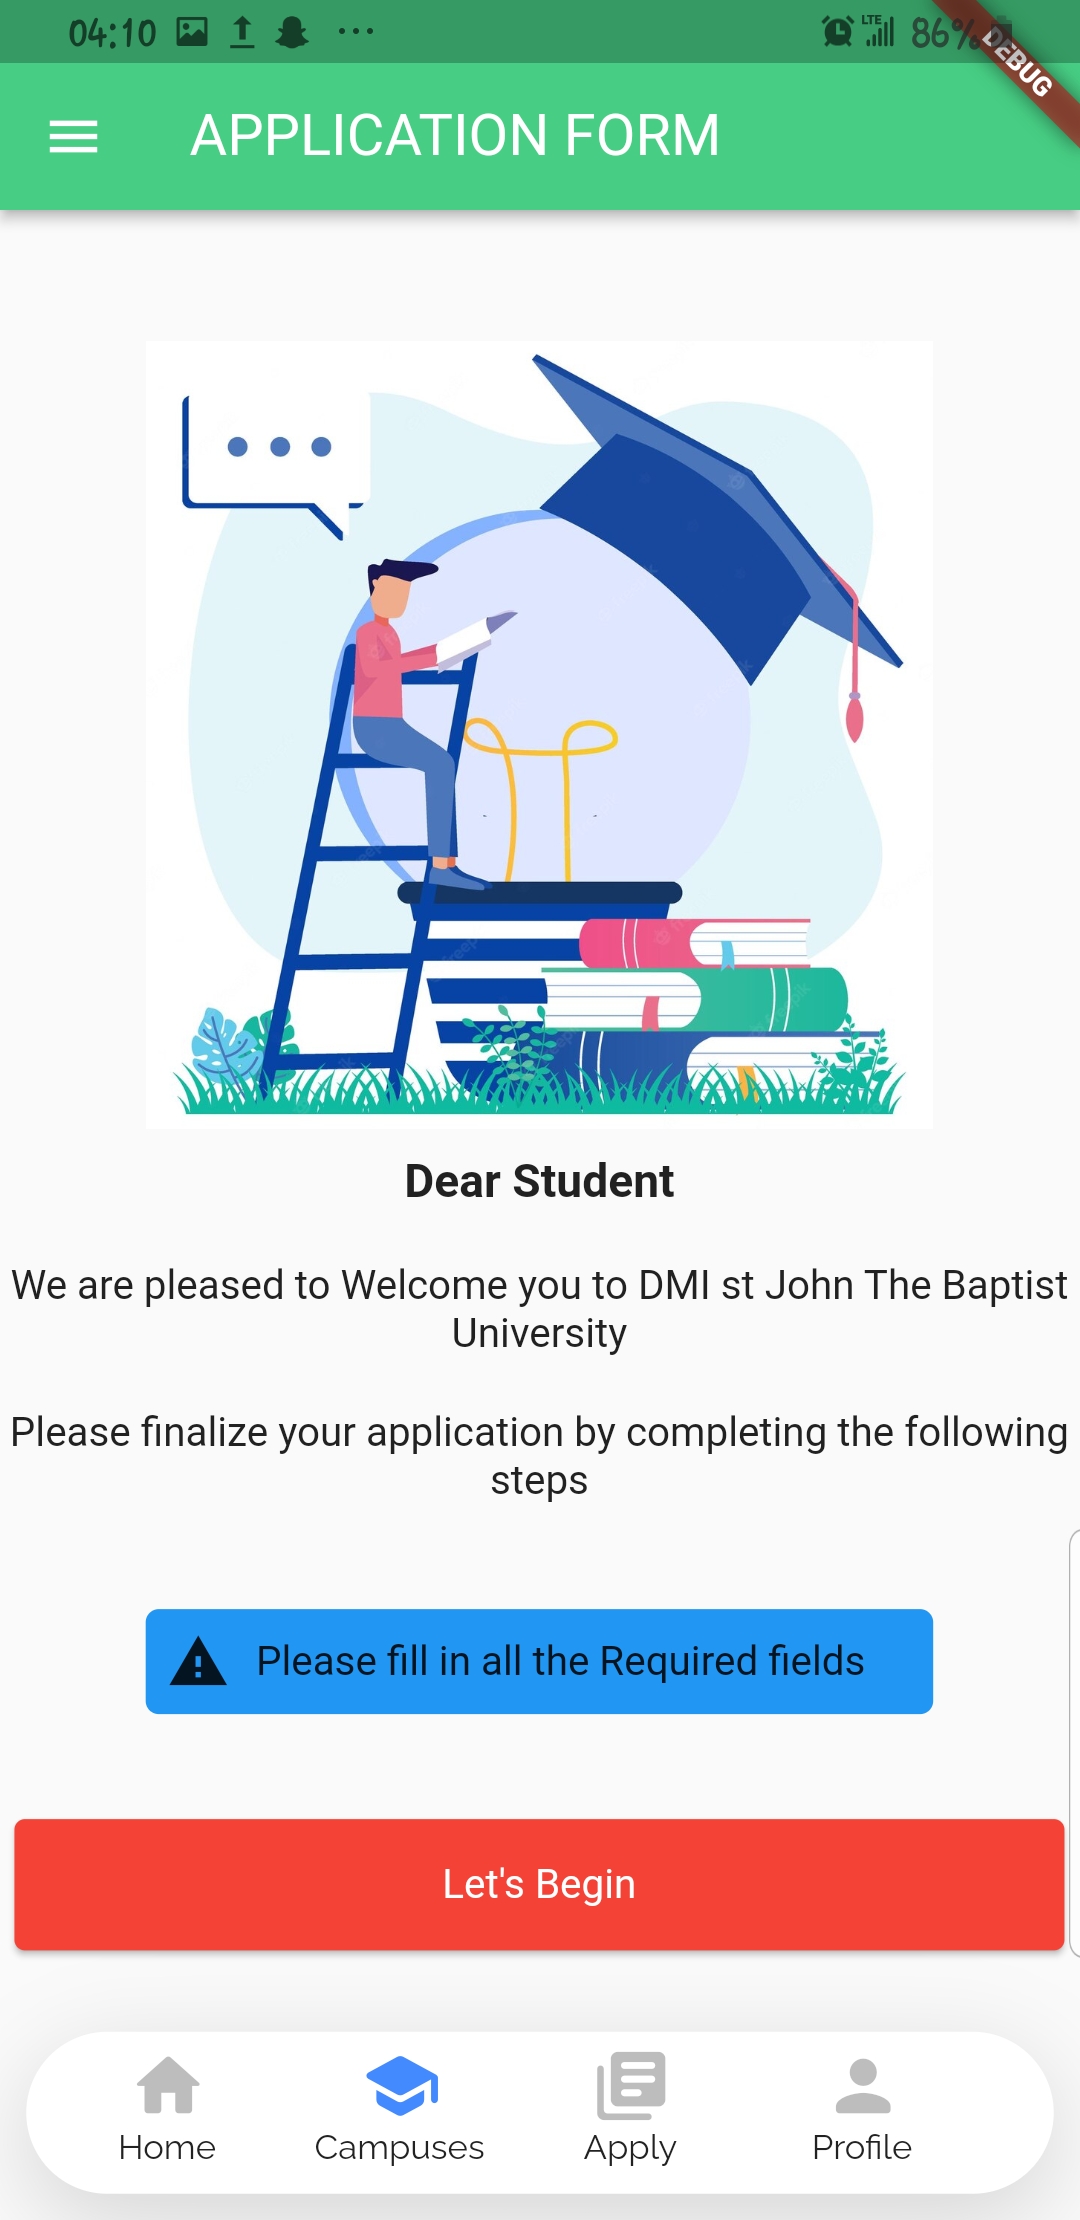 04:10 LTE 86%
DEBUG
APPLICATION FORM
Dear Student
We are pleased to Welcome you to DMI st John The Baptist
University
Please finalize your application by completing the following
steps
Please fill in all the Required fields
Let's Begin
Home Campuses Apply Profile